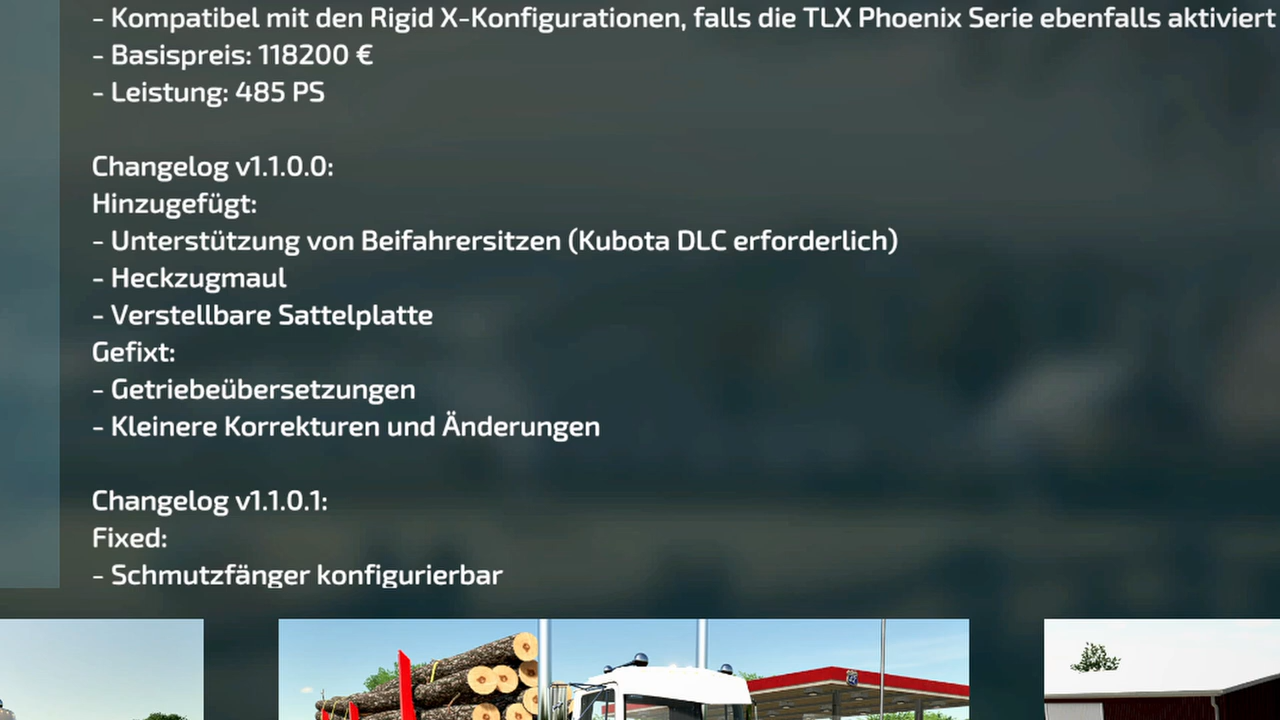 - Kompatibel mit den Rigid X-Konfigurationen, falls die TLX Phoenix Serie ebenfalls aktiviert
- Basispreis: 118200 €
- Leistung: 485 PS
Changelog v1.1.0.0:
Hinzugefügt:
- Unterstützung von Beifahrersitzen (Kubota DLC erforderlich)
- Heckzugmaul
- Verstellbare Sattelplatte
Gefixt:
- Getriebeübersetzungen
- Kleinere Korrekturen und Änderungen
Changelog v1.1.0.1:
Fixed:
- Schmutzfänger konfigurierbar